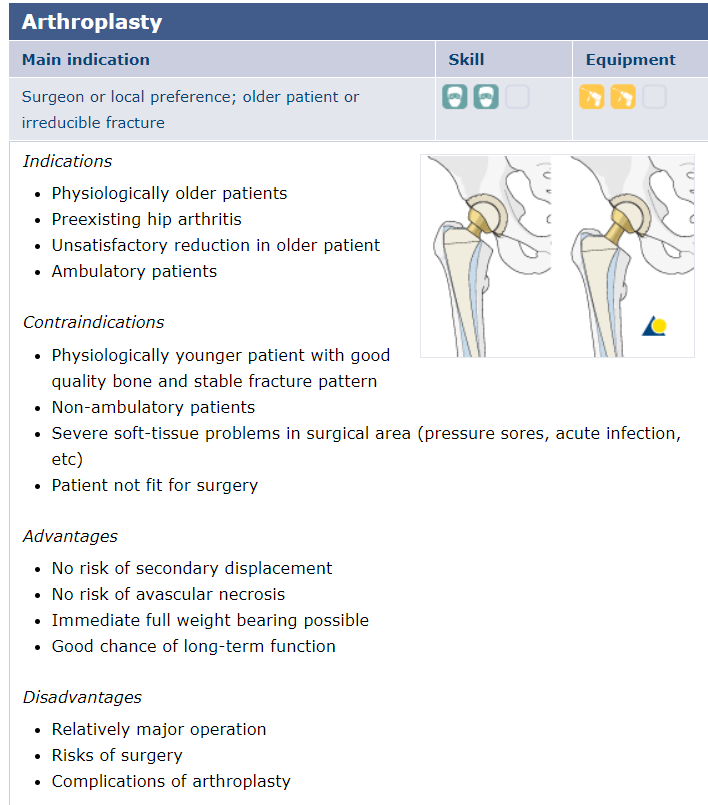 Arthroplasty
Main indication
Skill
Equipment
Surgeon or local preference; older patient or
irreducible fracture
Indications
Physiologically older patients
Preexisting hip arthritis
Unsatisfactory reduction in older patient
Ambulatory patients
Contraindications
Physiologically younger patient with good
quality bone and stable fracture pattern
Non-ambulatory patients
Severe soft-tissue problems in surgical area (pressure sores, acute infection,
etc)
Patient not fit for surgery
Advantages
No risk of secondary displacement
No risk of avascular necrosis
Immediate full weight bearing possible
Good chance of long-term function
Disadvantages
Relatively major operation
Risks of surgery
Complications of arthroplasty